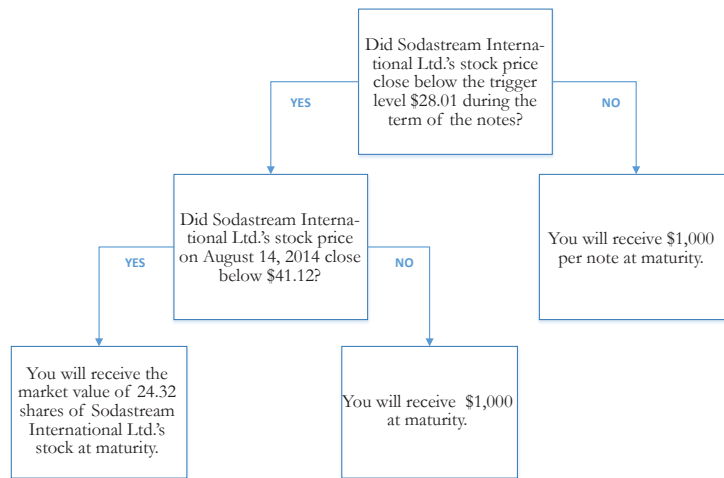 Did Sodastream Interna-
tional Ltd.'s stock price
close below the trigger
level $28.01 during the
term of the notes?
YES
NO
Did Sodastream Interna-
tional Ltd.'s stock price
on August 14, 2014 close
below $41.12?
You will receive $1,000
per note at maturity.
YES
NO
You will receive the
market value of 24.32
shares of Sodastream
International Ltd.'s
stock at maturity.
You will receive $1,000
at maturity.